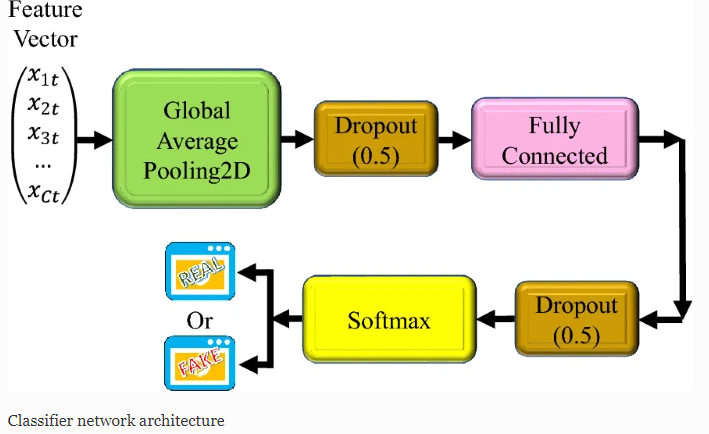 Feature
Vector
x1t
x2t
x3t
...
xCt
Global
Average
Pooling2D
Dropout
(0.5)
Fully
Connected
Dropout
(0.5)
Softmax
REAL
Or
FAKE
Classifier network architecture